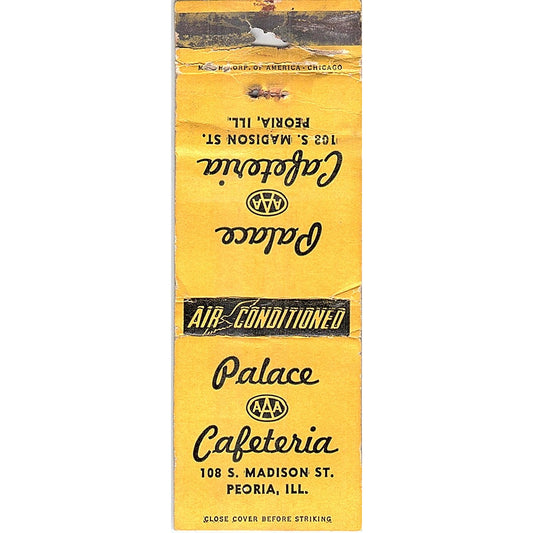 CORP. OF AMERICA - CHICAGO
Palace
AAA
Cafeteria
108 S. MADISON ST.
PEORIA, ILL.
AIR CONDITIONED
Palace
AAA
Cafeteria
108 S. MADISON ST.
PEORIA, ILL.
CLOSE COVER BEFORE STRIKING